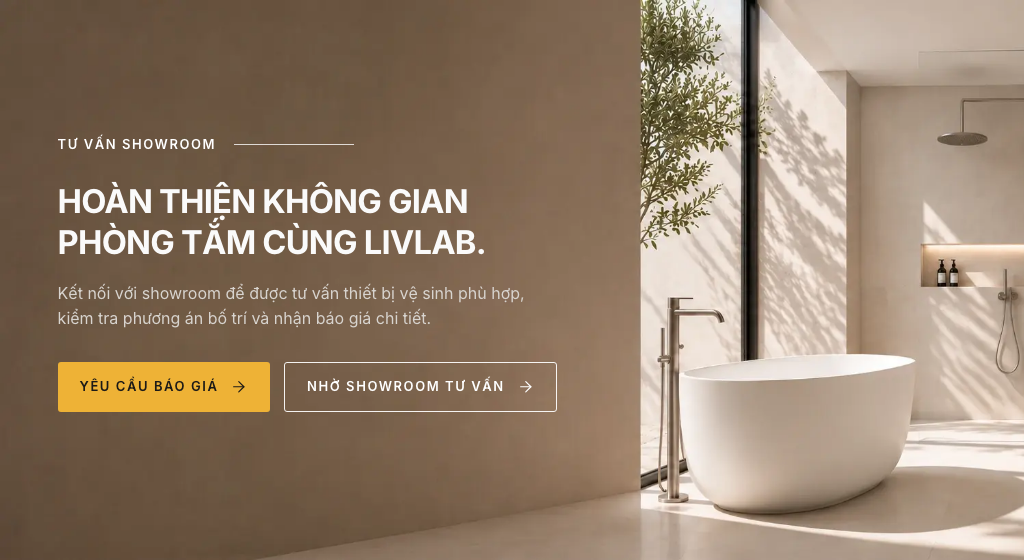 TƯ VẤN SHOWROOM
HOÀN THIỆN KHÔNG GIAN
PHÒNG TẮM CÙNG LIVLAB.
Kết nối với showroom để được tư vấn thiết bị vệ sinh phù hợp,
kiểm tra phương án bố trí và nhận báo giá chi tiết.
YÊU CẦU BÁO GIÁ
NHỜ SHOWROOM TƯ VẤN